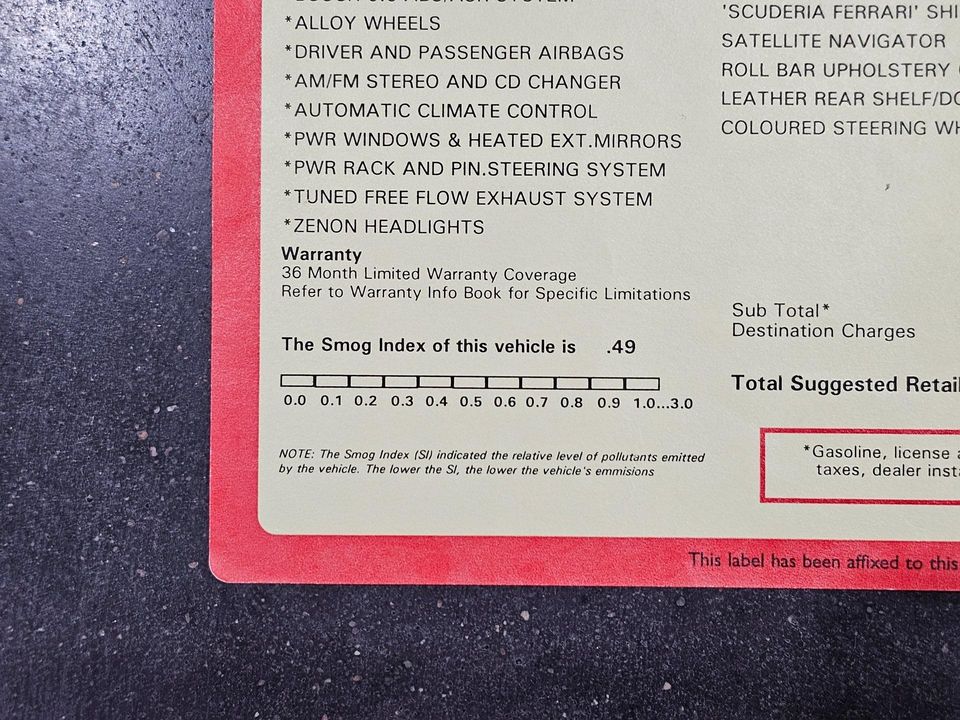 *ALLOY WHEELS
*DRIVER AND PASSENGER AIRBAGS
*AM/FM STEREO AND CD CHANGER
*AUTOMATIC CLIMATE CONTROL
*PWR WINDOWS & HEATED EXT.MIRRORS
*PWR RACK AND PIN.STEERING SYSTEM
*TUNED FREE FLOW EXHAUST SYSTEM
*ZENON HEADLIGHTS
Warranty
36 Month Limited Warranty Coverage
Refer to Warranty Info Book for Specific Limitations
The Smog Index of this vehicle is .49
0.0 0.1 0.2 0.3 0.4 0.5 0.6 0.7 0.8 0.9 1.0...3.0
NOTE: The Smog Index (SI) indicated the relative level of pollutants emitted
by the vehicle. The lower the SI, the lower the vehicle's emmisions
'SCUDERIA FERRARI'
SATELLITE NAVIGATOR
ROLL BAR UPHOLSTERY
LEATHER REAR SHELF/
COLOURED STEERING
Sub Total*
Destination Charges
Total Suggested Retail
*Gasoline, license
taxes, dealer
This label has been affixed to this